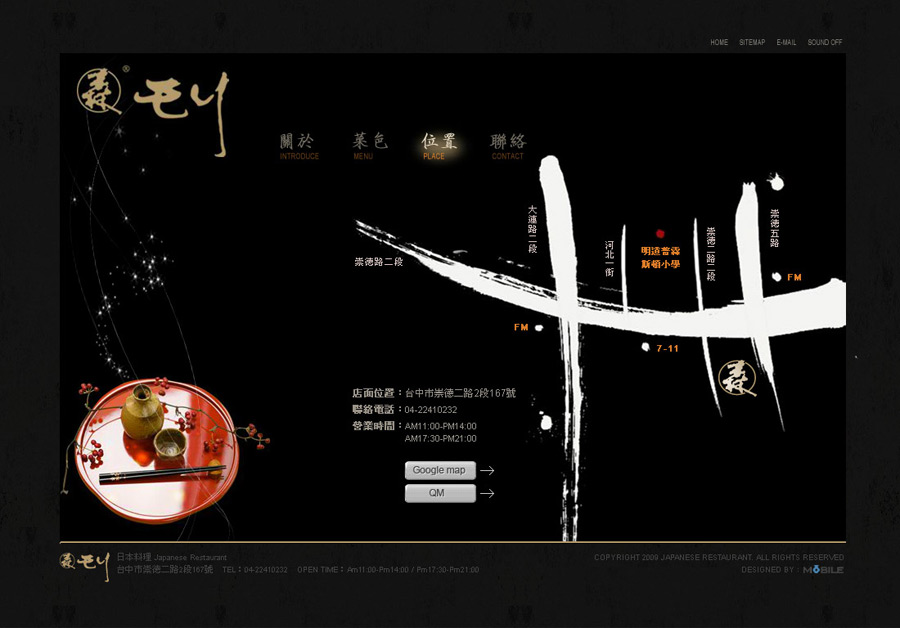 HOME SITEMAP E-MAIL SOUND OFF
森 ®
モリ
關於 菜色 位置 聯絡
INTRODUCE MENU PLACE CONTACT
大連路二段
崇德路二段
河北一街
明道普霖
斯頓小學
崇德二路二段
崇德五路
FM
FM
7-11
森
店面位置：台中市崇德二路2段167號
聯絡電話：04-22410232
營業時間：AM11:00-PM14:00
AM17:30-PM21:00
Google map
QM
森 モリ
日本料理 Japanese Restaurant
台中市崇德二路2段167號 TEL：04-22410232 OPEN TIME：Am11:00-Pm14:00 / Pm17:30-Pm21:00
COPYRIGHT 2009 JAPANESE RESTAURANT. ALL RIGHTS RESERVED
DESIGNED BY : MOBILE